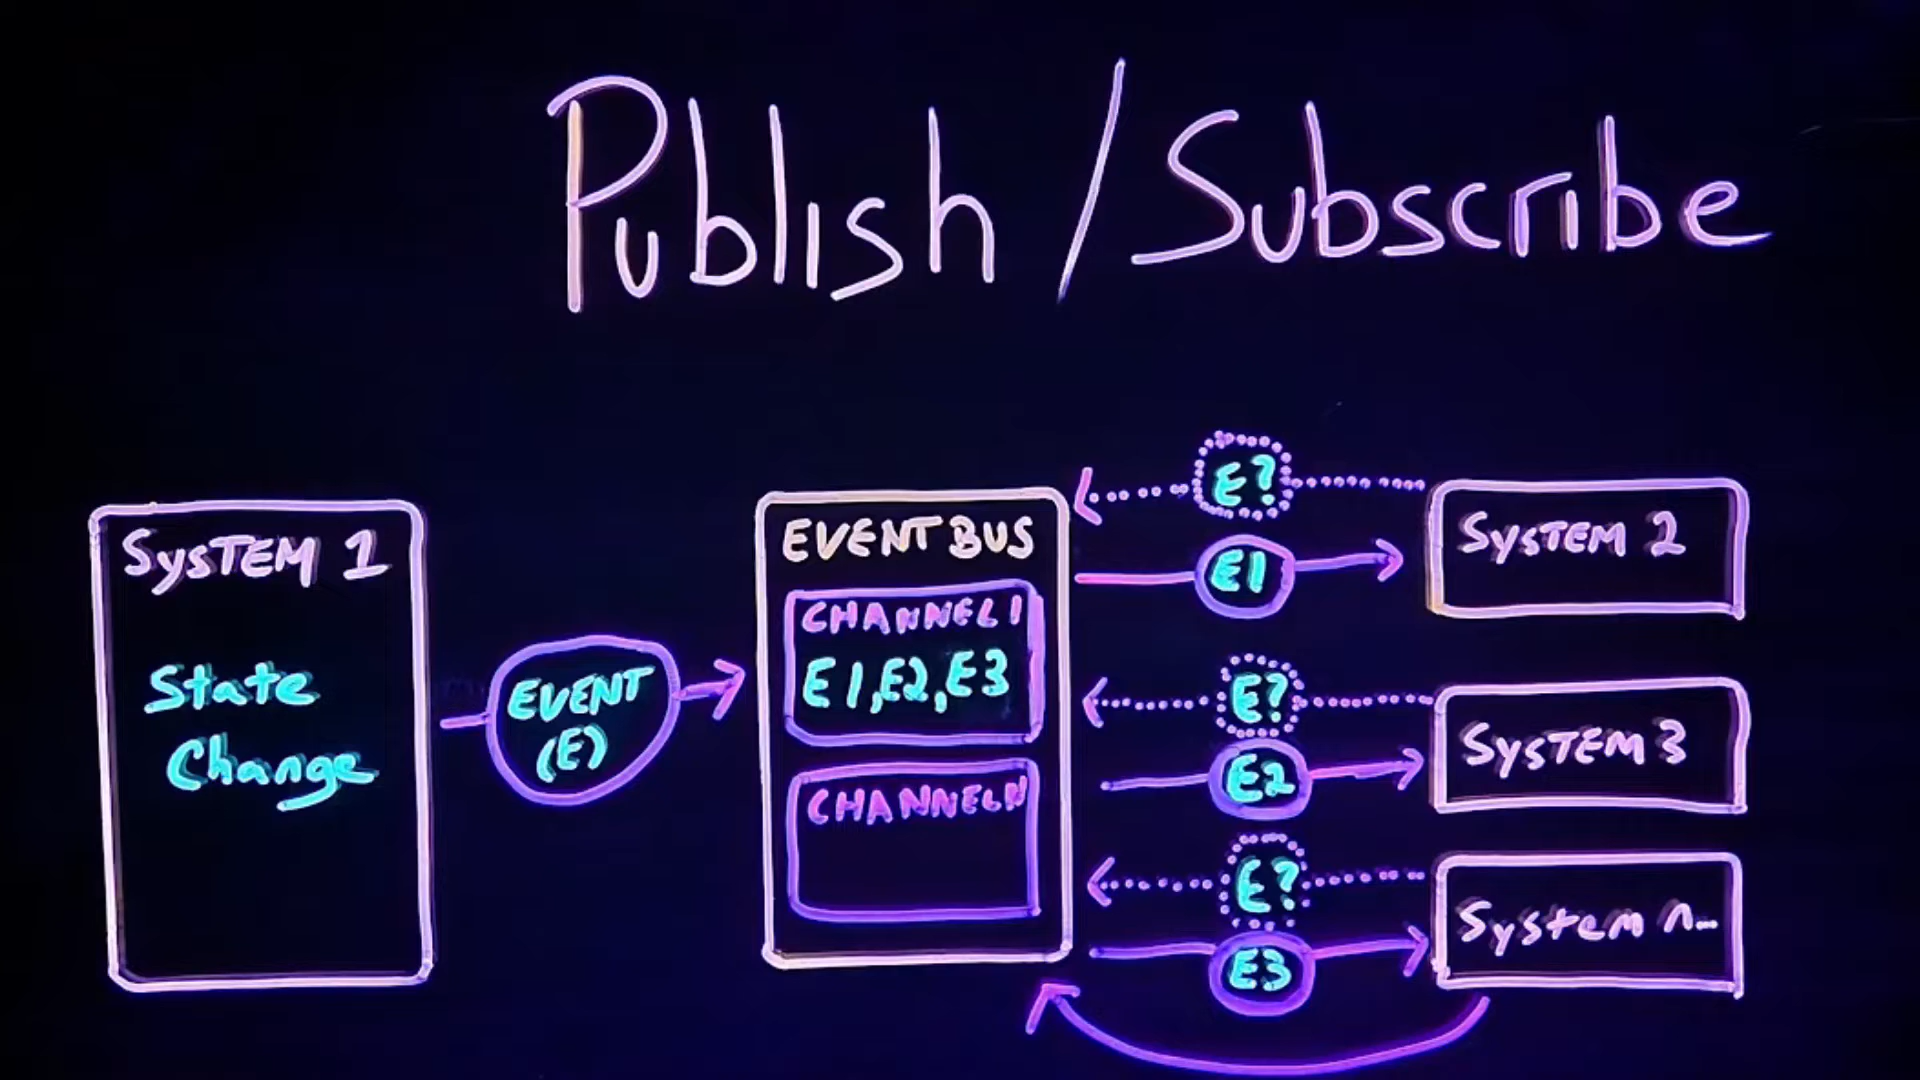 Publish / Subscribe
SYSTEM 1
State
Change
EVENT
(E)
EVENT BUS
CHANNEL 1
E1, E2, E3
CHANNEL N
E?
E1
E?
E2
E?
E3
SYSTEM 2
SYSTEM 3
System n...